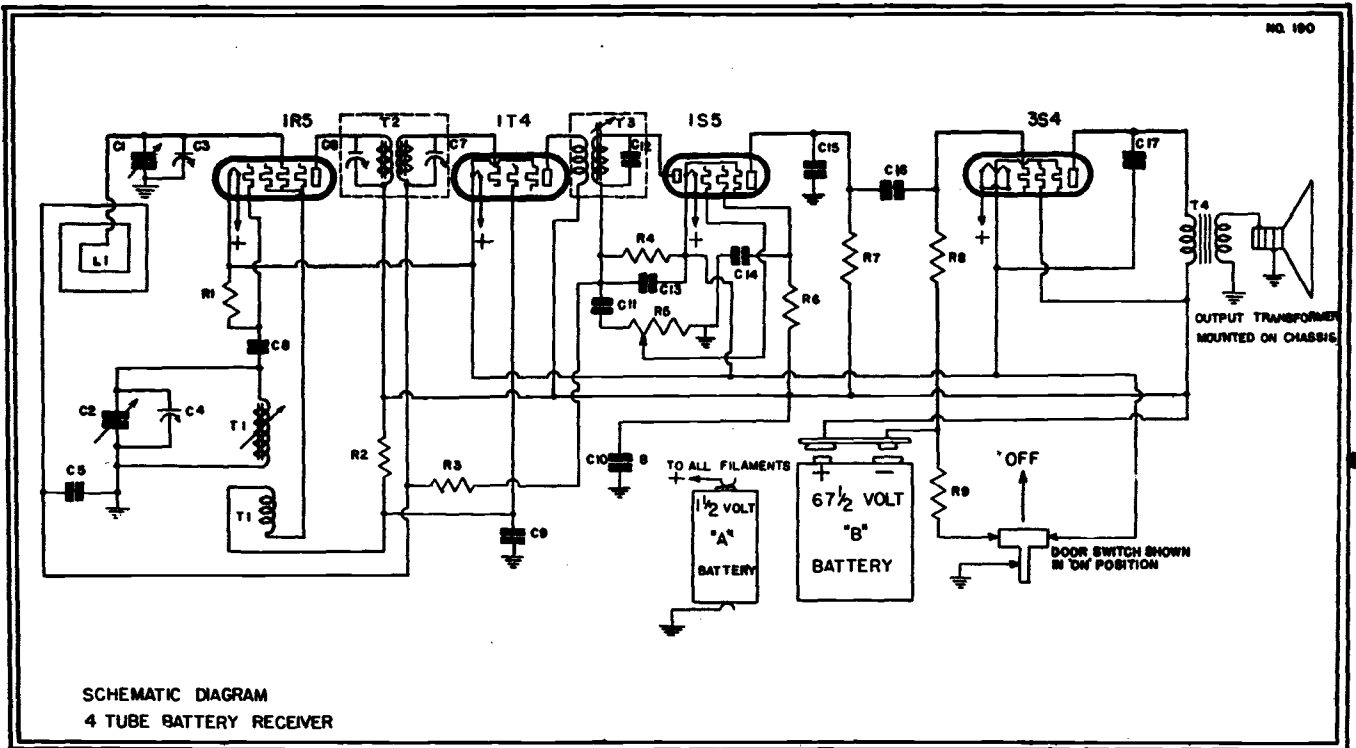 NO. 190
1R5
T2
1T4
T3
1S5
3S4
C1
C3
C6
C7
C12
C15
C16
C17
L1
+
+
+
+
T4
R1
R4
C14
R7
R8
C13
R6
C11
R5
C8
OUTPUT TRANSFORMER
MOUNTED ON CHASSIS
C2
C4
T1
R2
R3
C5
T1
C9
C10 8
TO ALL FILAMENTS
+
1½ VOLT
"A"
BATTERY
+ −
67½ VOLT
"B"
BATTERY
R9
"OFF
DOOR SWITCH SHOWN
IN "ON" POSITION
SCHEMATIC DIAGRAM
4 TUBE BATTERY RECEIVER